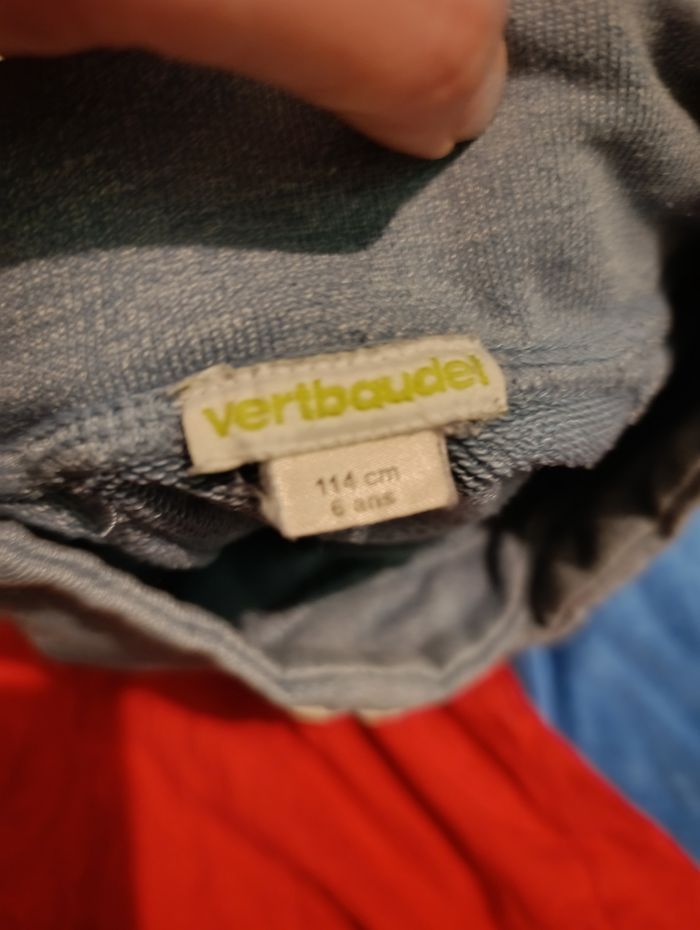 vertbaudet
114 cm
6 ans